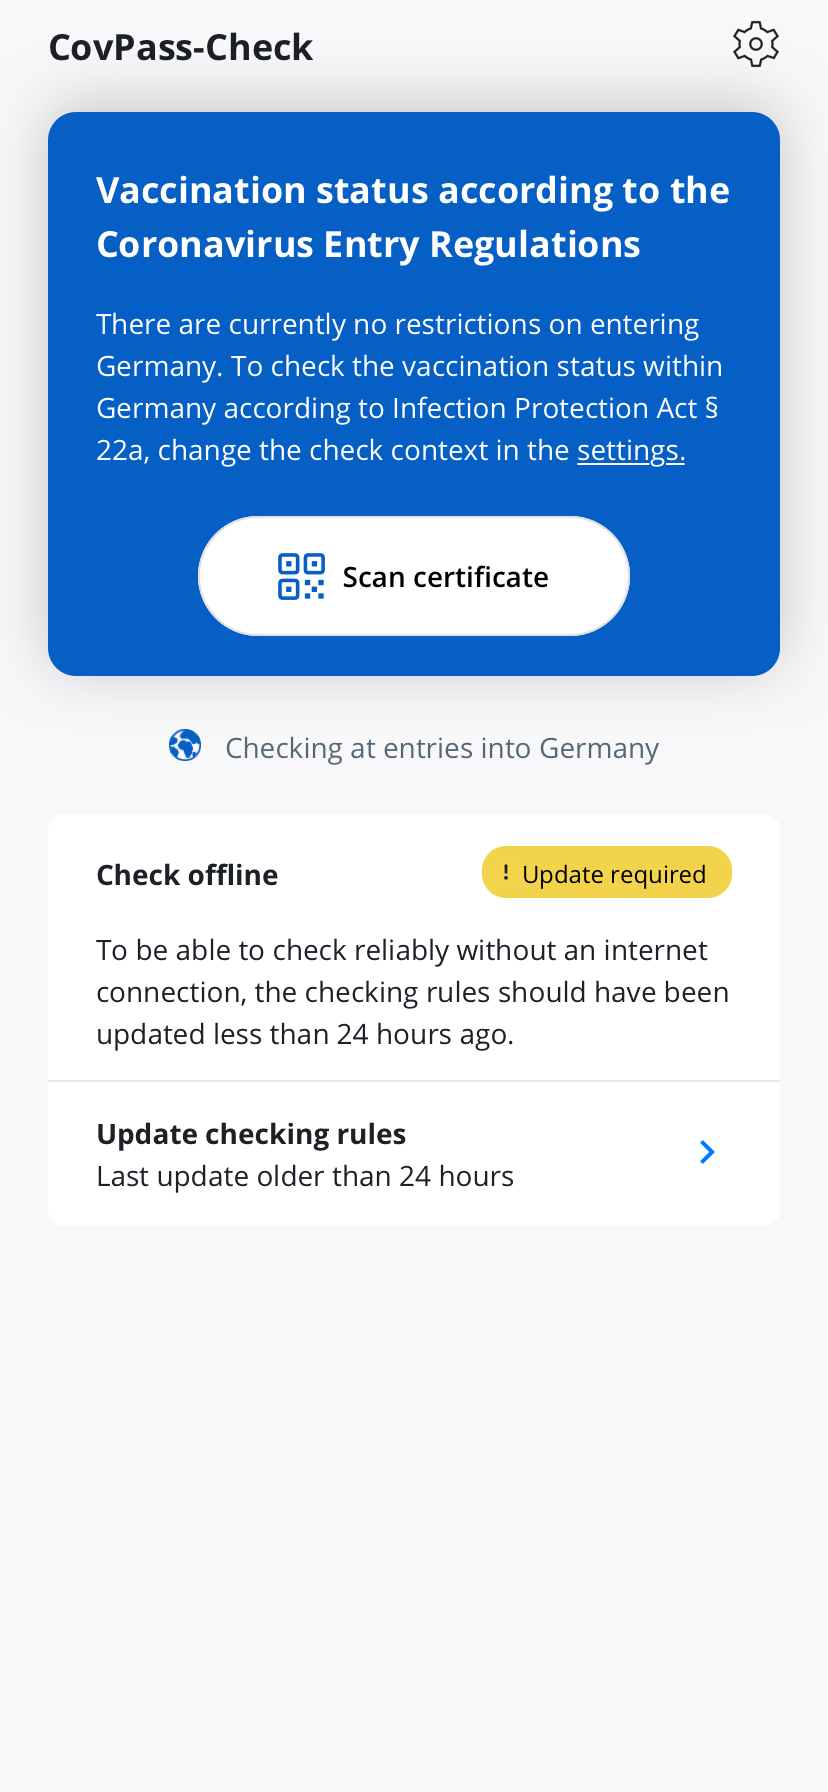 CovPass-Check
Vaccination status according to the
Coronavirus Entry Regulations
There are currently no restrictions on entering
Germany. To check the vaccination status within
Germany according to Infection Protection Act §
22a, change the check context in the settings.
Scan certificate
Checking at entries into Germany
Check offline
! Update required
To be able to check reliably without an internet
connection, the checking rules should have been
updated less than 24 hours ago.
Update checking rules
Last update older than 24 hours